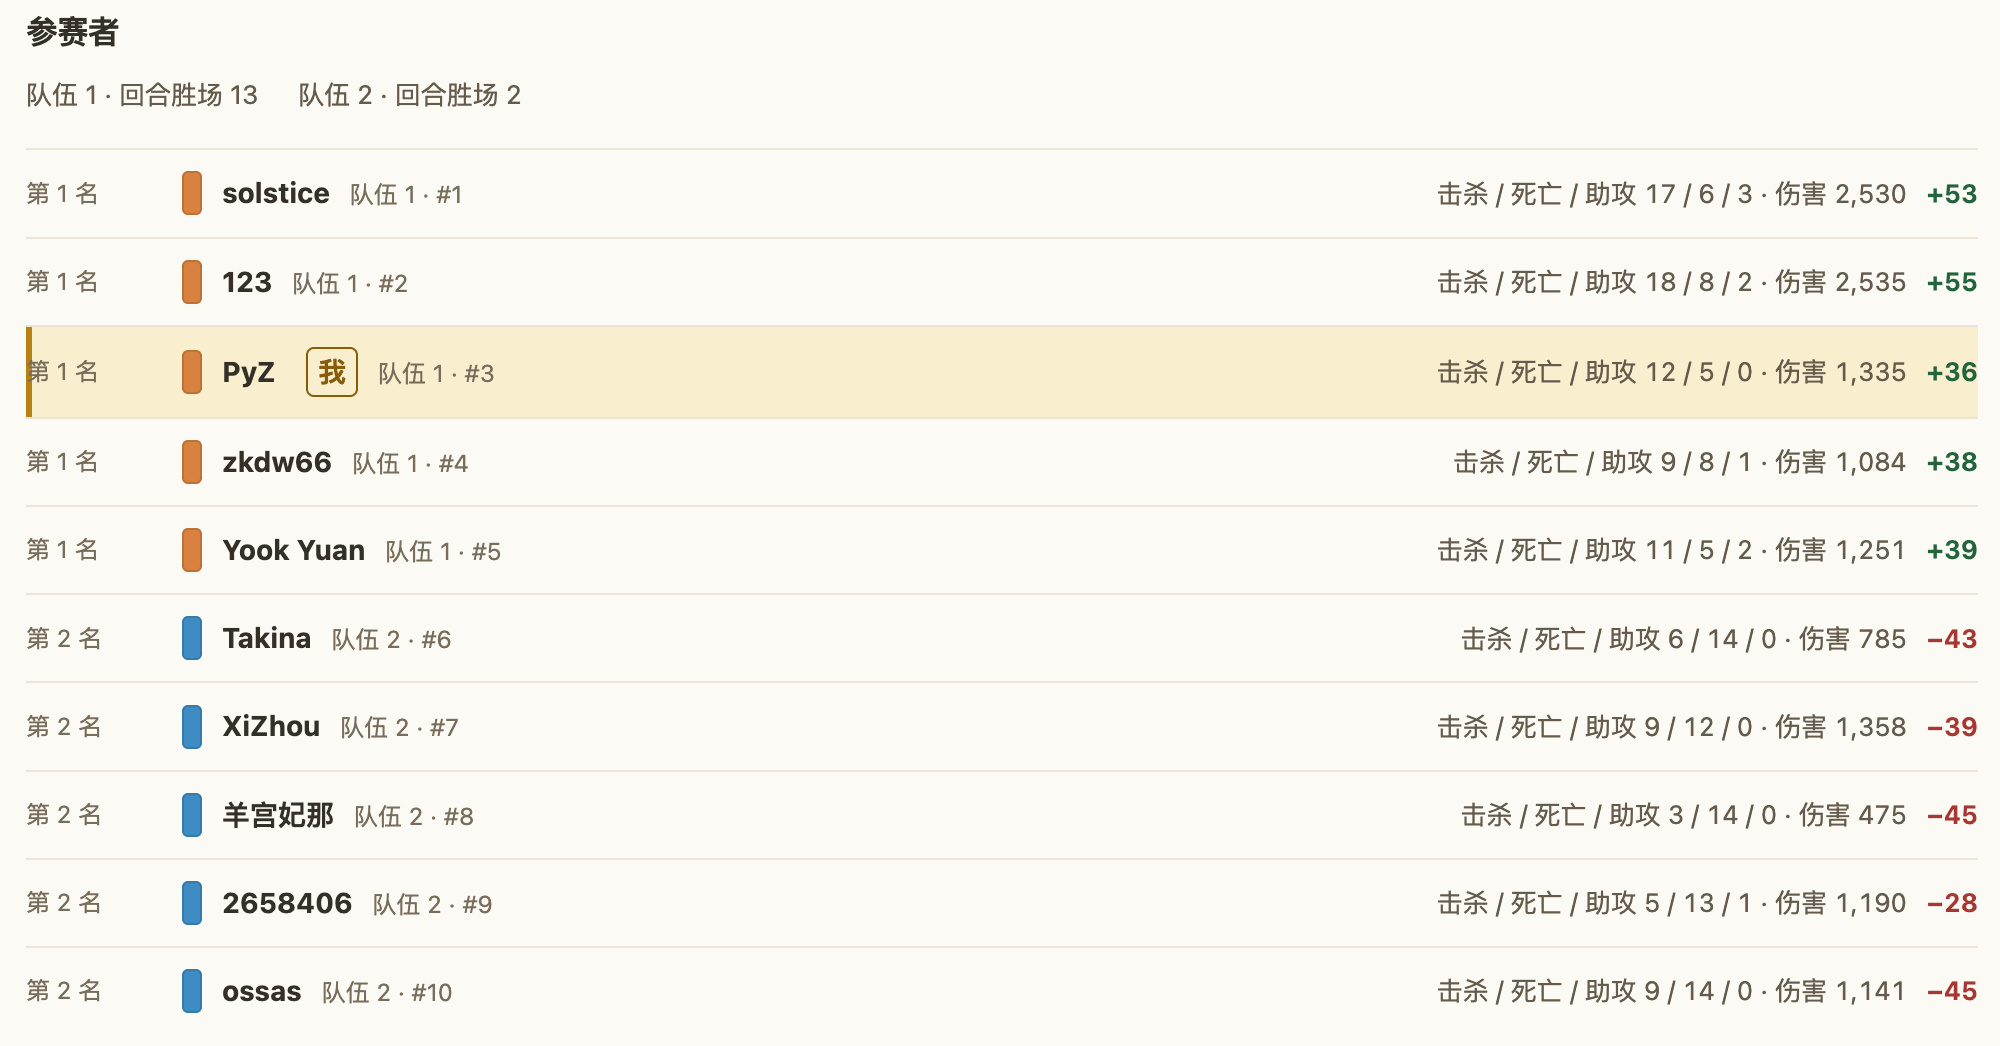 参赛者
队伍 1 · 回合胜场 13 队伍 2 · 回合胜场 2
第 1 名 solstice 队伍 1 · #1 击杀 / 死亡 / 助攻 17 / 6 / 3 · 伤害 2,530 +53
第 1 名 123 队伍 1 · #2 击杀 / 死亡 / 助攻 18 / 8 / 2 · 伤害 2,535 +55
第 1 名 PyZ 我 队伍 1 · #3 击杀 / 死亡 / 助攻 12 / 5 / 0 · 伤害 1,335 +36
第 1 名 zkdw66 队伍 1 · #4 击杀 / 死亡 / 助攻 9 / 8 / 1 · 伤害 1,084 +38
第 1 名 Yook Yuan 队伍 1 · #5 击杀 / 死亡 / 助攻 11 / 5 / 2 · 伤害 1,251 +39
第 2 名 Takina 队伍 2 · #6 击杀 / 死亡 / 助攻 6 / 14 / 0 · 伤害 785 −43
第 2 名 XiZhou 队伍 2 · #7 击杀 / 死亡 / 助攻 9 / 12 / 0 · 伤害 1,358 −39
第 2 名 羊宫妃那 队伍 2 · #8 击杀 / 死亡 / 助攻 3 / 14 / 0 · 伤害 475 −45
第 2 名 2658406 队伍 2 · #9 击杀 / 死亡 / 助攻 5 / 13 / 1 · 伤害 1,190 −28
第 2 名 ossas 队伍 2 · #10 击杀 / 死亡 / 助攻 9 / 14 / 0 · 伤害 1,141 −45